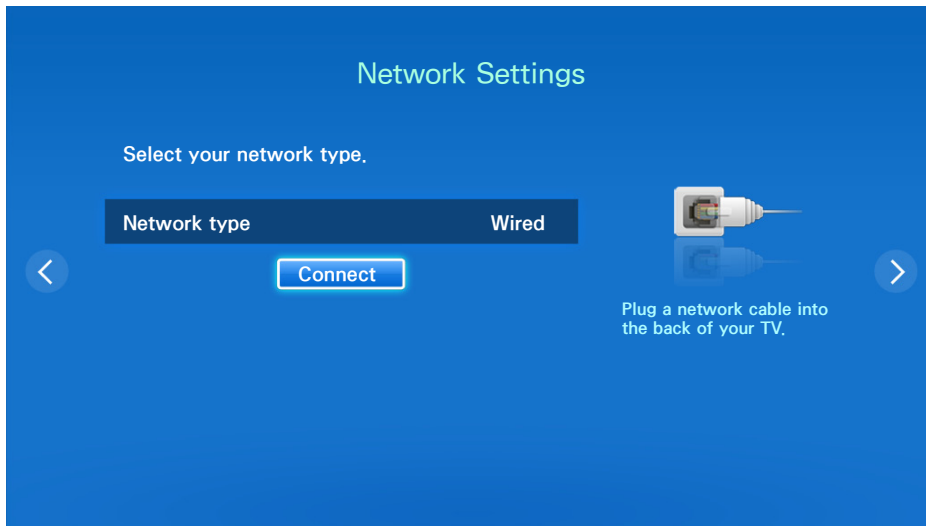 Network Settings
Select your network type.
Network type Wired
Connect
Plug a network cable into
the back of your TV.